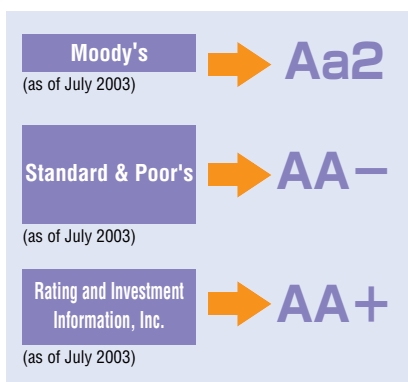 Moody's
Aa2
(as of July 2003)
Standard & Poor's
AA−
(as of July 2003)
Rating and Investment
Information, Inc.
AA+
(as of July 2003)